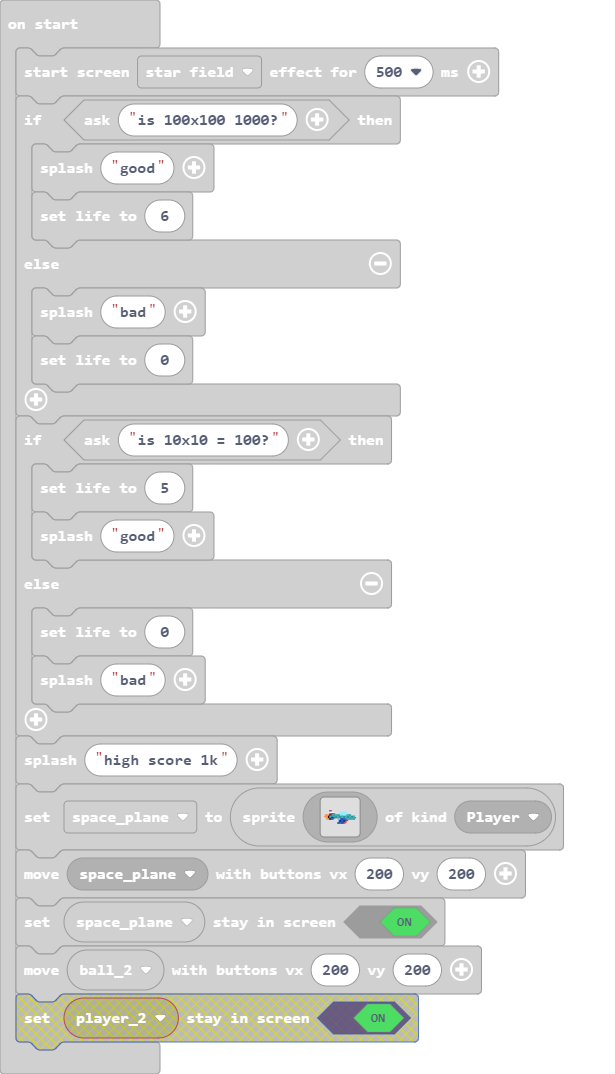 on start
start screen star field effect for 500 ms
if ask "is 100x100 1000?" then
splash "good"
set life to 6
else
splash "bad"
set life to 0
if ask "is 10x10 = 100?" then
set life to 5
splash "good"
else
set life to 0
splash "bad"
splash "high score 1k"
set space_plane to sprite of kind Player
move space_plane with buttons vx 200 vy 200
set space_plane stay in screen ON
move ball_2 with buttons vx 200 vy 200
set player_2 stay in screen ON